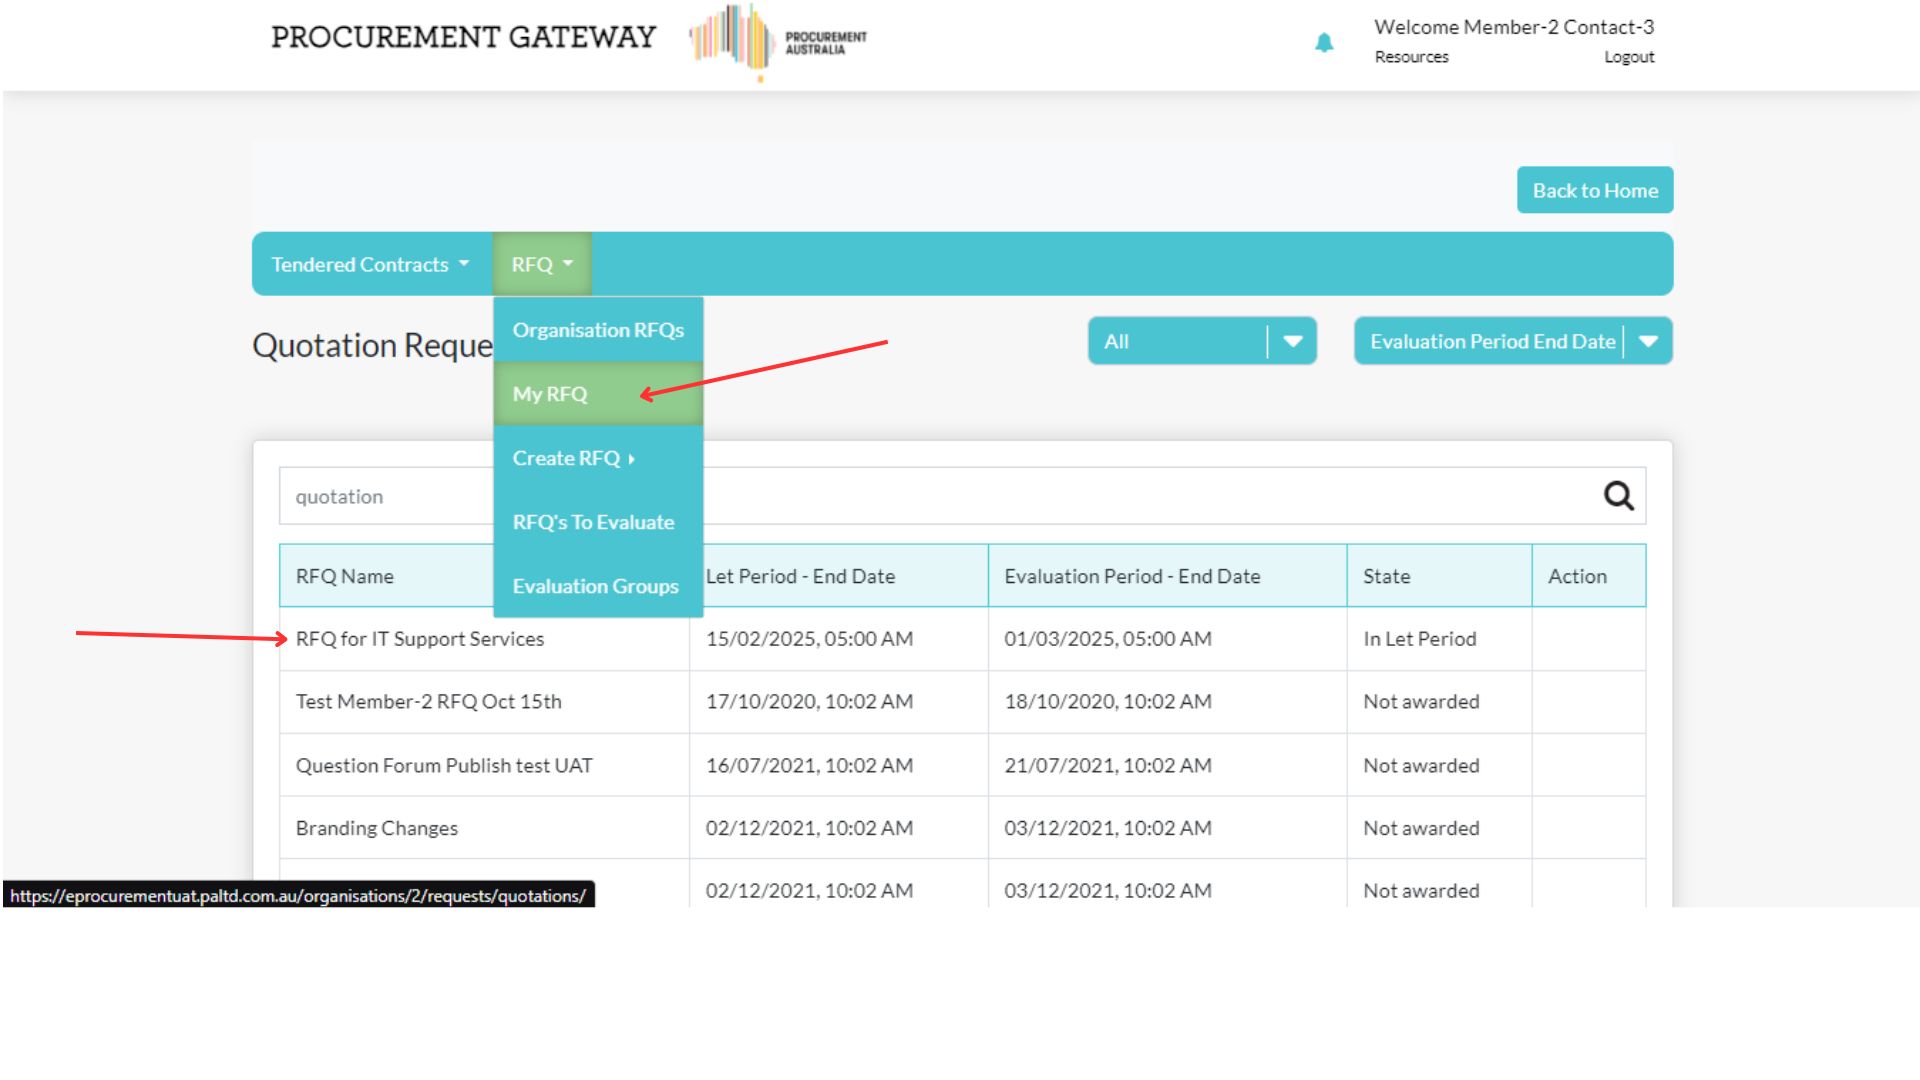 PROCUREMENT GATEWAY
PROCUREMENT
AUSTRALIA
Welcome Member-2 Contact-3
Resources Logout
Back to Home
Tendered Contracts RFQ
Organisation RFQs
My RFQ
Create RFQ
RFQ's To Evaluate
Evaluation Groups
Quotation Reque
All
Evaluation Period End Date
quotation
RFQ Name Let Period - End Date Evaluation Period - End Date State Action
RFQ for IT Support Services 15/02/2025, 05:00 AM 01/03/2025, 05:00 AM In Let Period
Test Member-2 RFQ Oct 15th 17/10/2020, 10:02 AM 18/10/2020, 10:02 AM Not awarded
Question Forum Publish test UAT 16/07/2021, 10:02 AM 21/07/2021, 10:02 AM Not awarded
Branding Changes 02/12/2021, 10:02 AM 03/12/2021, 10:02 AM Not awarded
02/12/2021, 10:02 AM 03/12/2021, 10:02 AM Not awarded
https://eprocurementuat.paltd.com.au/organisations/2/requests/quotations/